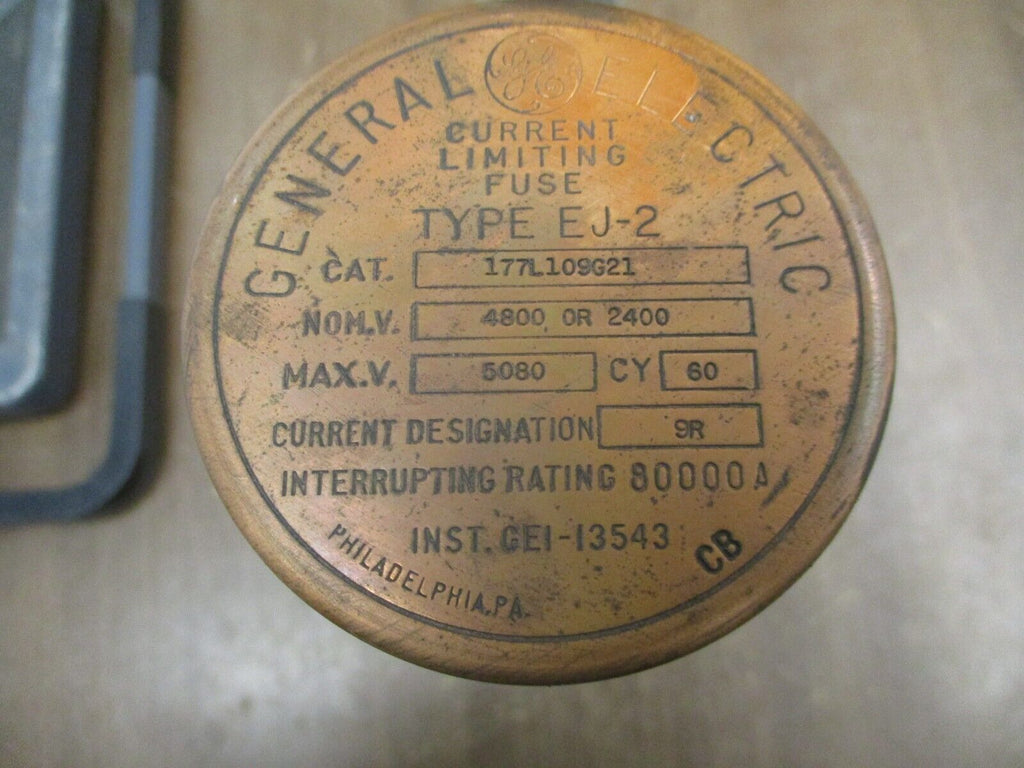 GENERAL GE ELECTRIC
CURRENT
LIMITING
FUSE
TYPE EJ-2
CAT. 177L109G21
NOM.V. 4800 OR 2400
MAX.V. 5080 CY 60
CURRENT DESIGNATION 9R
INTERRUPTING RATING 80000 A
INST. GEI-13543
CB
PHILADELPHIA, PA.